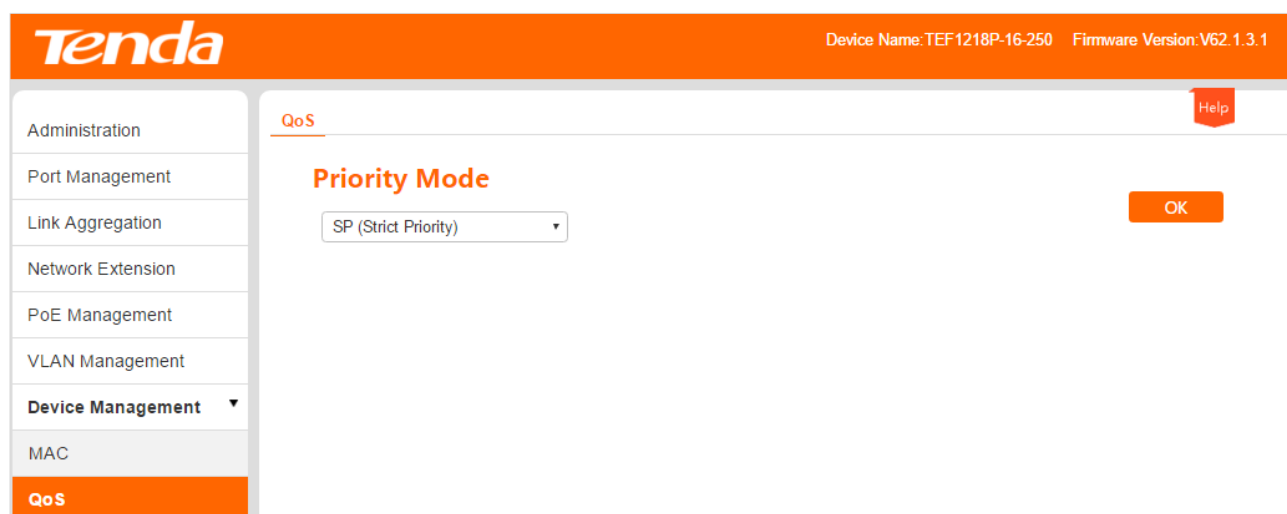 Tenda
Device Name:TEF1218P-16-250 Firmware Version:V62.1.3.1
Help
Administration
Port Management
Link Aggregation
Network Extension
PoE Management
VLAN Management
Device Management
MAC
QoS
QoS
Priority Mode
SP (Strict Priority)
OK